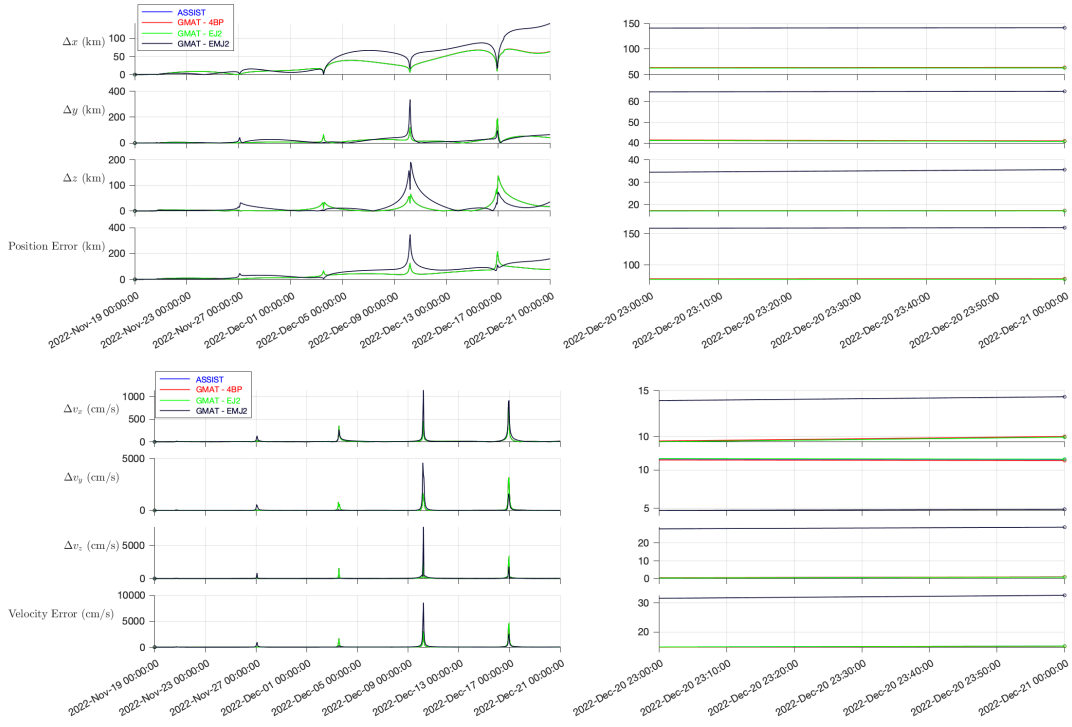 ASSIST
GMAT - 4BP
GMAT - EJ2
GMAT - EMJ2
Δx (km)
100
50
0
150
100
50
Δy (km)
400
200
0
60
50
40
Δz (km)
200
100
0
40
30
20
Position Error (km)
400
200
0
150
100
2022-Nov-19 00:00:00
2022-Nov-23 00:00:00
2022-Nov-27 00:00:00
2022-Dec-01 00:00:00
2022-Dec-05 00:00:00
2022-Dec-09 00:00:00
2022-Dec-13 00:00:00
2022-Dec-17 00:00:00
2022-Dec-21 00:00:00
2022-Dec-20 23:00:00
2022-Dec-20 23:10:00
2022-Dec-20 23:20:00
2022-Dec-20 23:30:00
2022-Dec-20 23:40:00
2022-Dec-20 23:50:00
2022-Dec-21 00:00:00
ASSIST
GMAT - 4BP
GMAT - EJ2
GMAT - EMJ2
Δv_x (cm/s)
1000
500
0
15
10
Δv_y (cm/s)
5000
0
10
5
Δv_z (cm/s)
5000
0
20
10
0
Velocity Error (cm/s)
10000
5000
0
30
20
2022-Nov-19 00:00:00
2022-Nov-23 00:00:00
2022-Nov-27 00:00:00
2022-Dec-01 00:00:00
2022-Dec-05 00:00:00
2022-Dec-09 00:00:00
2022-Dec-13 00:00:00
2022-Dec-17 00:00:00
2022-Dec-21 00:00:00
2022-Dec-20 23:00:00
2022-Dec-20 23:10:00
2022-Dec-20 23:20:00
2022-Dec-20 23:30:00
2022-Dec-20 23:40:00
2022-Dec-20 23:50:00
2022-Dec-21 00:00:00